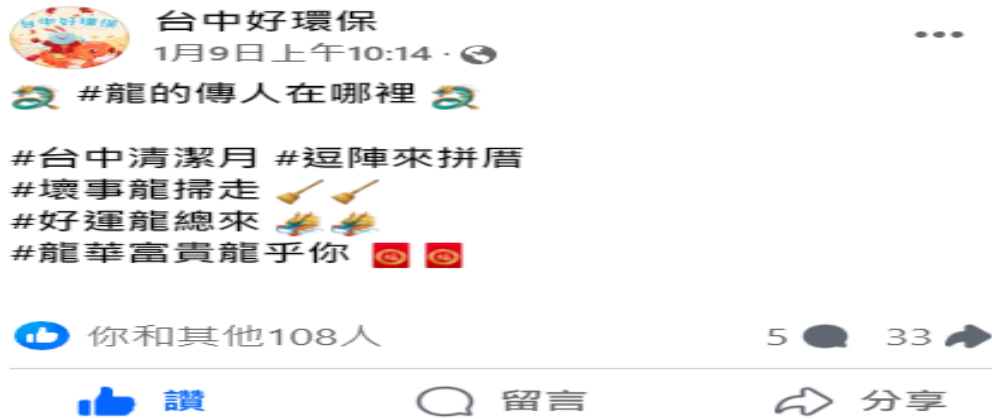 台中好環保
1月9日上午10:14
🐉 #龍的傳人在哪裡 🐉
#台中清潔月 #逗陣來拼厝
#壞事龍掃走 🧹 🧹
#好運龍總來 🐲 🐲
#龍華富貴龍乎你 🧧 🧧
你和其他108人 5 33
讚 留言 分享